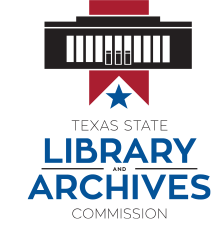 TEXAS STATE
LIBRARY
AND
ARCHIVES
COMMISSION